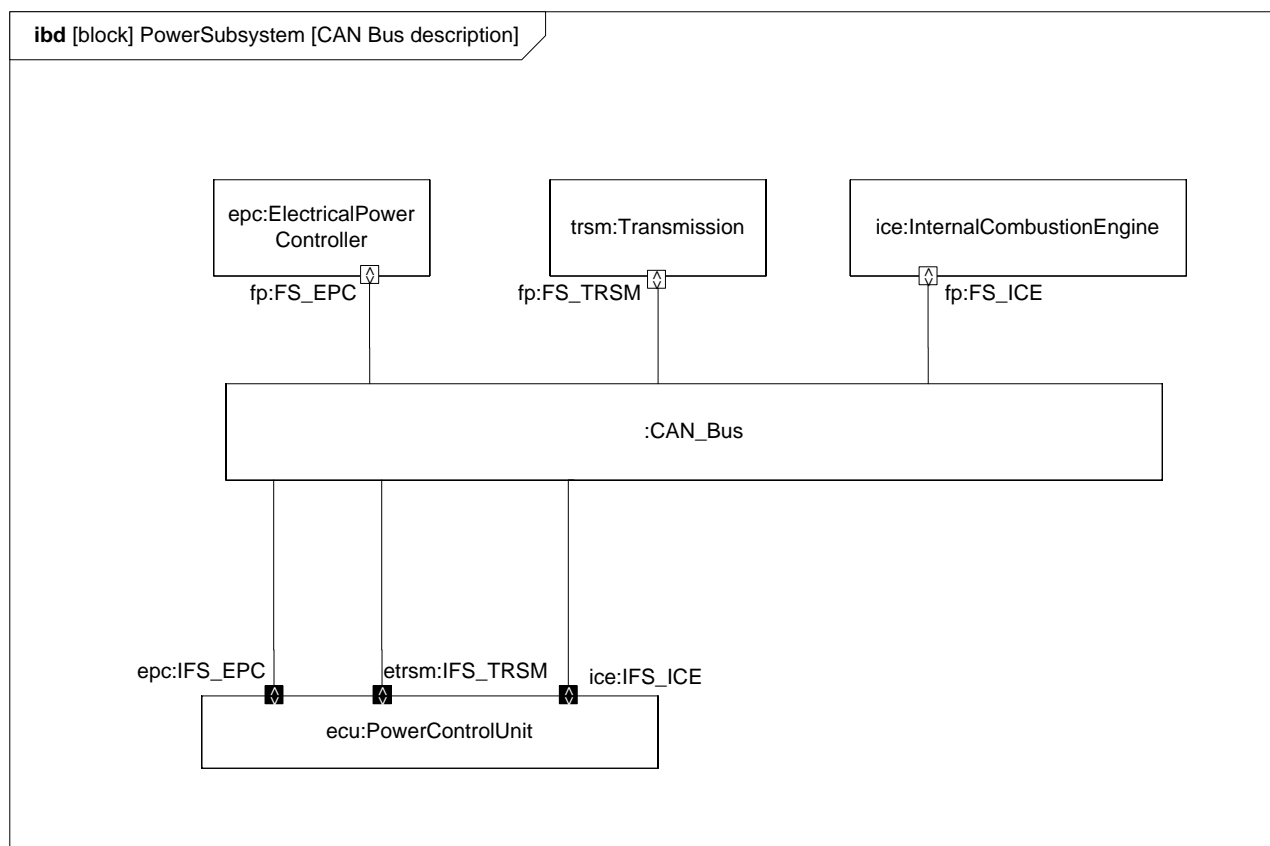 ibd [block] PowerSubsystem [CAN Bus description]
epc:ElectricalPower
Controller
trsm:Transmission
ice:InternalCombustionEngine
fp:FS_EPC
fp:FS_TRSM
fp:FS_ICE
:CAN_Bus
epc:IFS_EPC
etrsm:IFS_TRSM
ice:IFS_ICE
ecu:PowerControlUnit